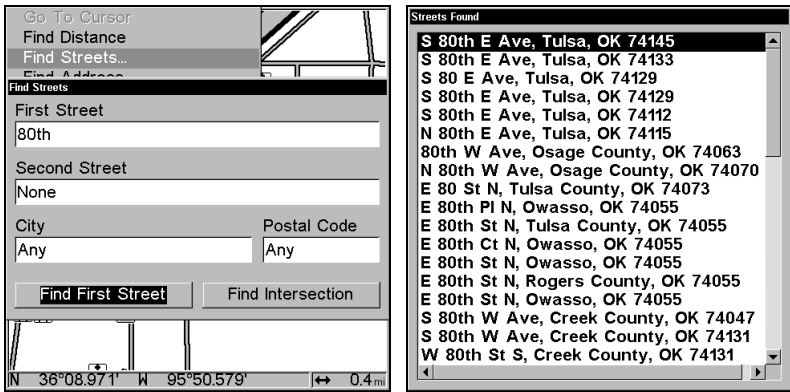 Go To Cursor
Find Distance
Find Streets...
Find Address
Find Streets
First Street
80th
Second Street
None
City
Postal Code
Any
Any
Find First Street
Find Intersection
N 36°08.971' W 95°50.579' ↔ 0.4 mi
Streets Found
S 80th E Ave, Tulsa, OK 74145
S 80th E Ave, Tulsa, OK 74133
S 80 E Ave, Tulsa, OK 74129
S 80th E Ave, Tulsa, OK 74129
S 80th E Ave, Tulsa, OK 74112
N 80th E Ave, Tulsa, OK 74115
80th W Ave, Osage County, OK 74063
N 80th W Ave, Osage County, OK 74070
E 80 St N, Tulsa County, OK 74073
E 80th Pl N, Owasso, OK 74055
E 80th St N, Tulsa County, OK 74055
E 80th Ct N, Owasso, OK 74055
E 80th St N, Owasso, OK 74055
E 80th St N, Rogers County, OK 74055
E 80th St N, Owasso, OK 74055
S 80th W Ave, Creek County, OK 74047
S 80th W Ave, Creek County, OK 74131
W 80th St S, Creek County, OK 74131